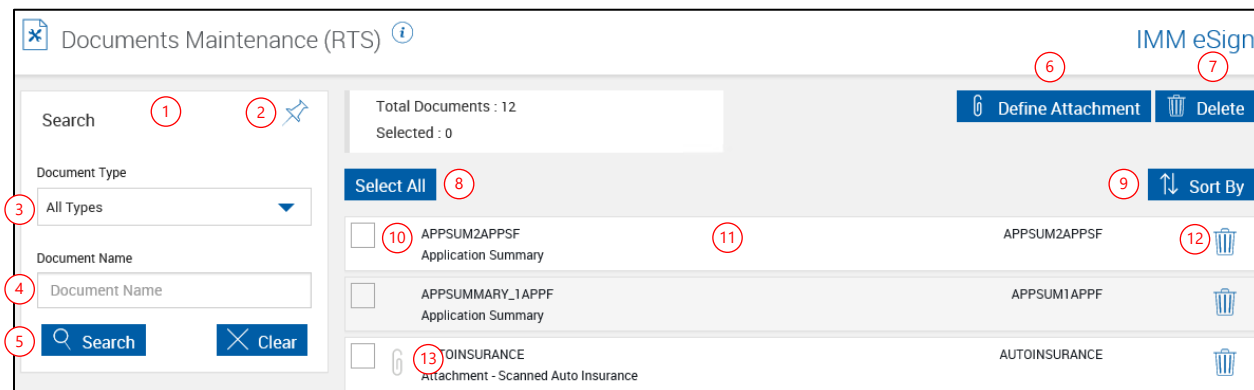 Documents Maintenance (RTS) i
IMM eSign
6
7
Search
1
2
Total Documents : 12
Selected : 0
Define Attachment
Delete
Document Type
3
All Types
Select All
8
9
Sort By
10
APPSUM2APPSF
11
APPSUM2APPSF
12
Application Summary
Document Name
4
Document Name
APPSUMMARY_1APPF
APPSUM1APPF
Application Summary
5
Search
Clear
13
TOINSURANCE
AUTOINSURANCE
Attachment - Scanned Auto Insurance